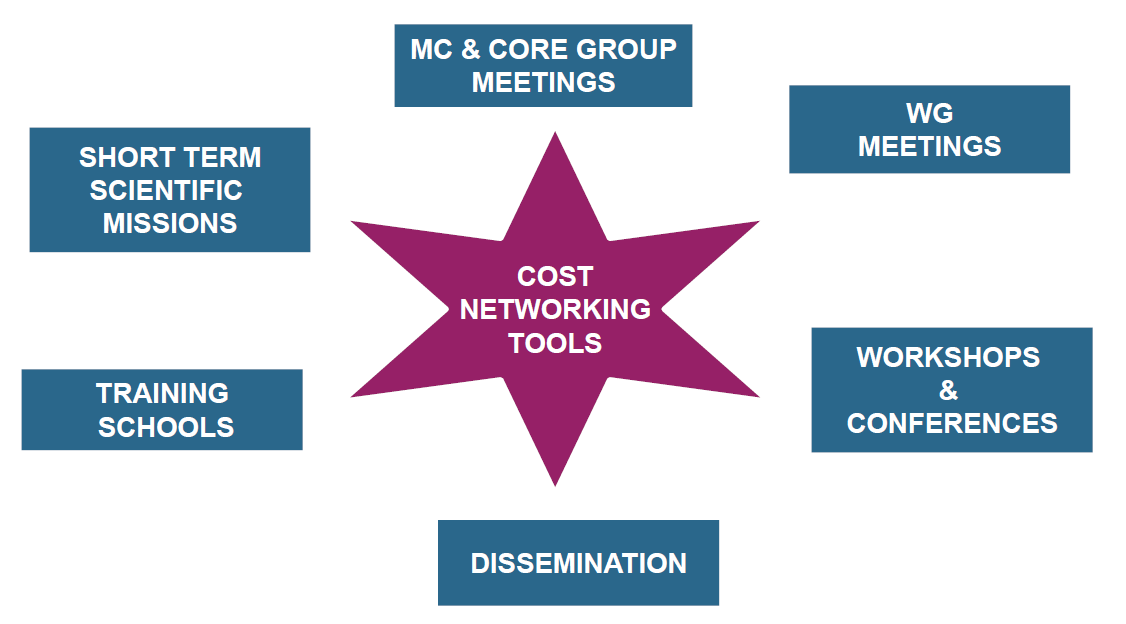 MC & CORE GROUP
MEETINGS
WG
MEETINGS
SHORT TERM
SCIENTIFIC
MISSIONS
COST
NETWORKING
TOOLS
WORKSHOPS
&
CONFERENCES
TRAINING
SCHOOLS
DISSEMINATION